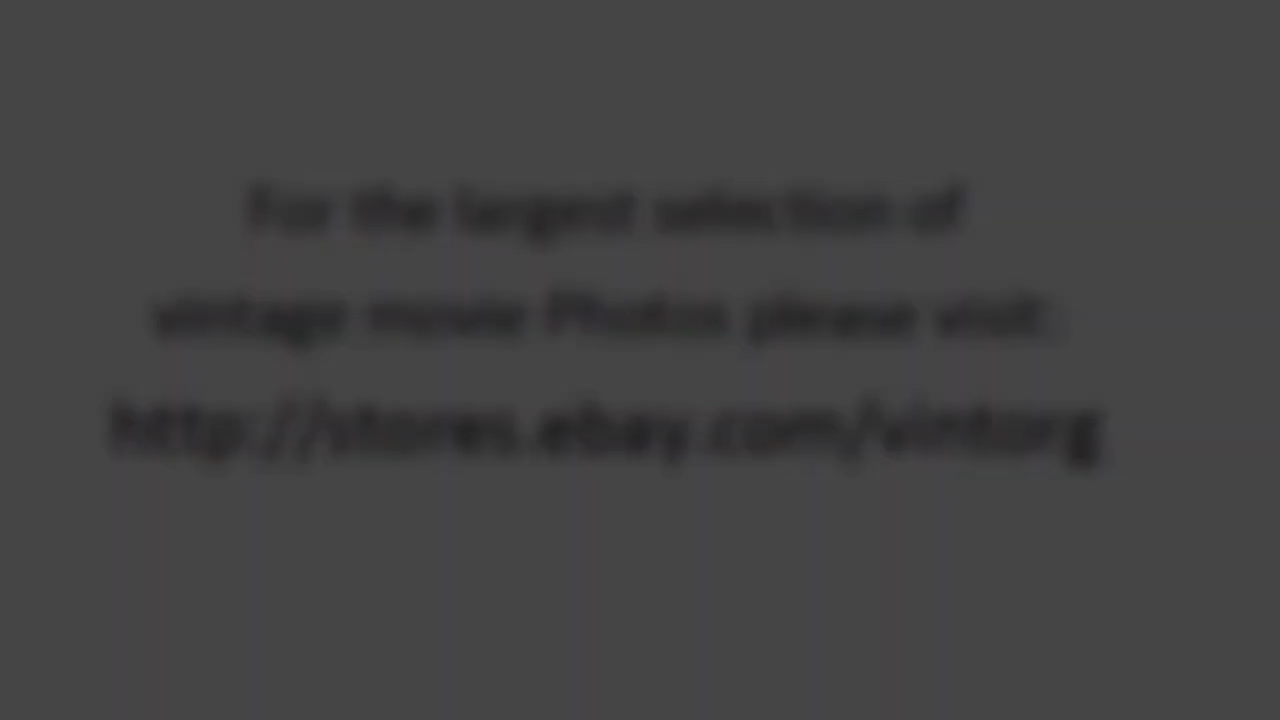 For the largest selection of
vintage movie Photos please visit:
http://stores.ebay.com/vintorg